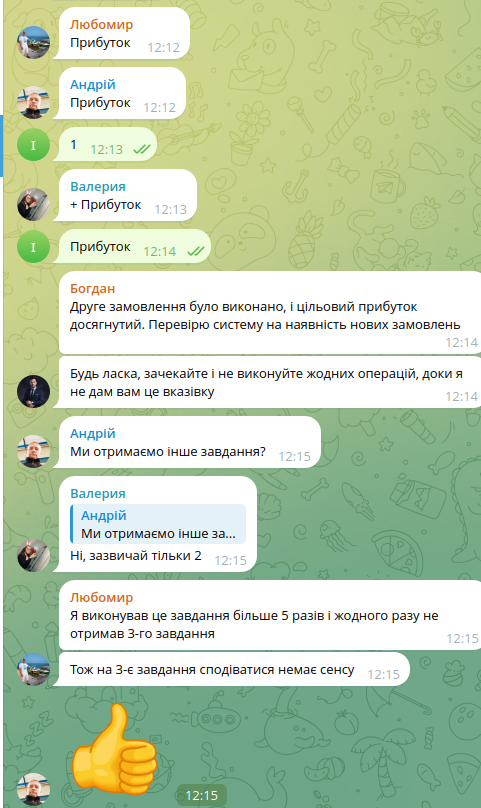 Любомир
Прибуток 12:12
Андрій
Прибуток 12:12
I
1 12:13
Валерия
+ Прибуток 12:13
I
Прибуток 12:14
Богдан
Друге замовлення було виконано, і цільовий прибуток
досягнутий. Перевірю систему на наявність нових замовлень
12:14
Будь ласка, зачекайте і не виконуйте жодних операцій, доки я
не дам вам це вказівку 12:14
Андрій
Ми отримаємо інше завдання? 12:15
Валерия
Андрій
Ми отримаємо інше за...
Ні, зазвичай тільки 2 12:15
Любомир
Я виконував це завдання більше 5 разів і жодного разу не
отримав 3-го завдання 12:15
Тож на 3-є завдання сподіватися немає сенсу 12:15
12:15